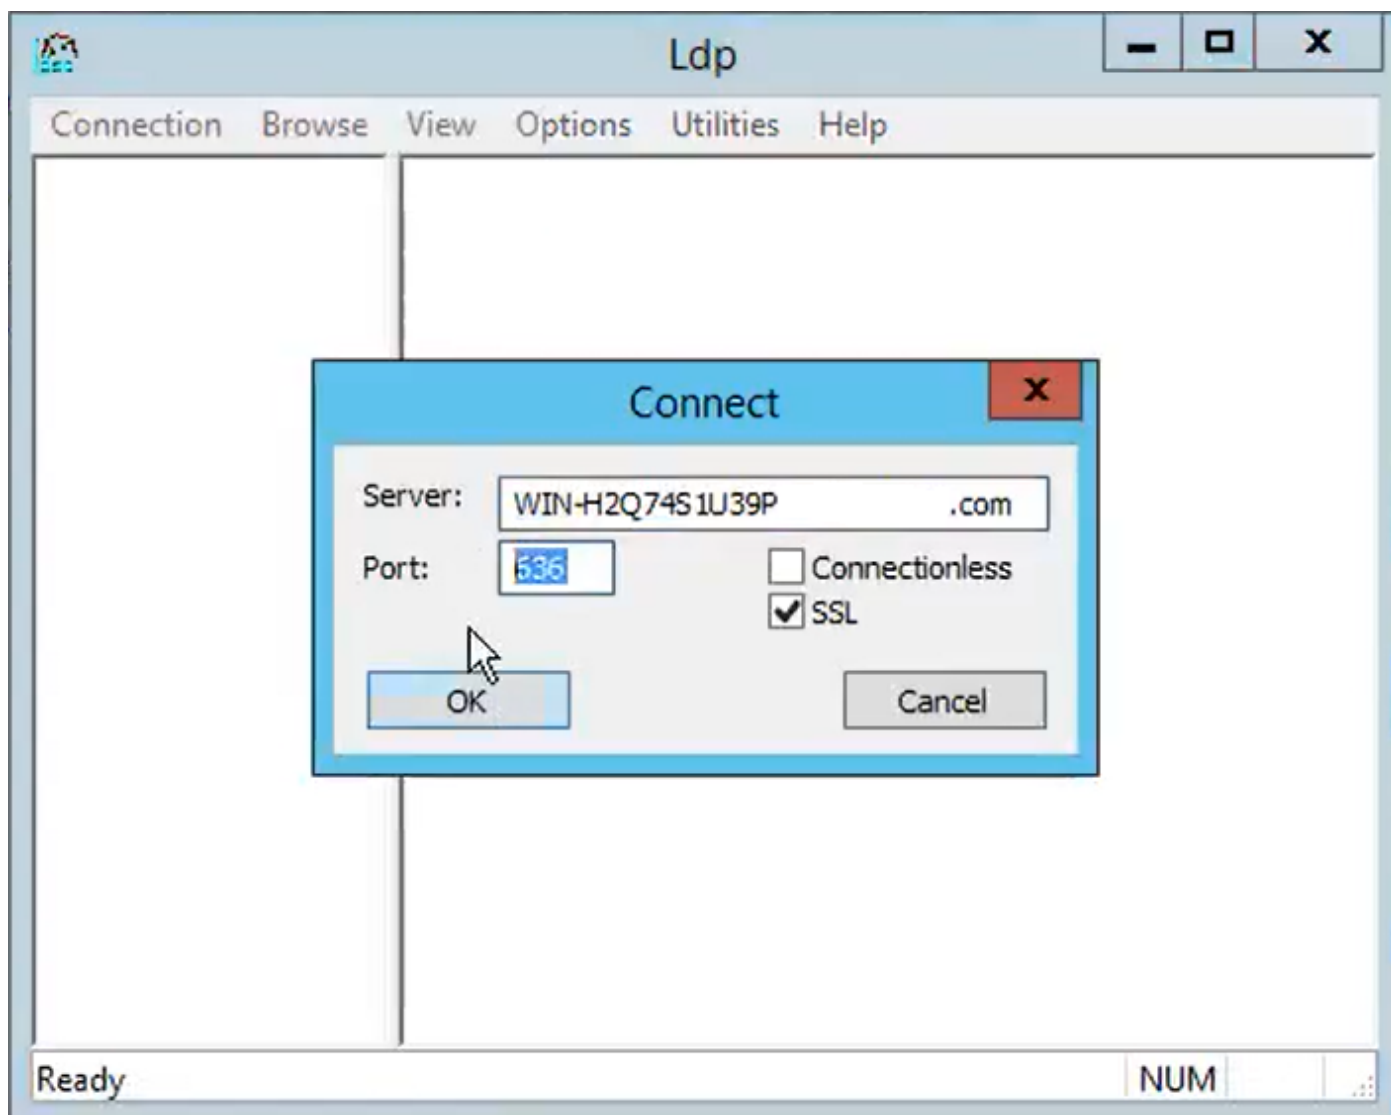 Ldp
Connection Browse View Options Utilities Help
Connect
Server: WIN-H2Q74S1U39P .com
Port: 636 Connectionless
SSL
OK Cancel
Ready NUM